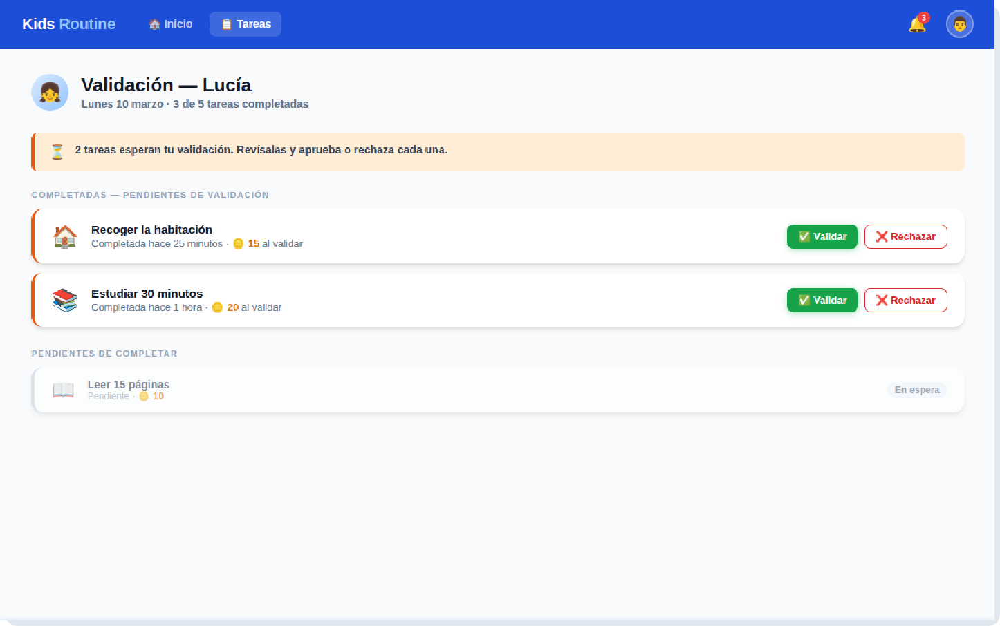 Kids Routine
🏠 Inicio
📋 Tareas
3
Validación — Lucía
Lunes 10 marzo · 3 de 5 tareas completadas
⏳ 2 tareas esperan tu validación. Revísalas y aprueba o rechaza cada una.
COMPLETADAS — PENDIENTES DE VALIDACIÓN
Recoger la habitación
Completada hace 25 minutos · 🪙 15 al validar
✅ Validar
❌ Rechazar
Estudiar 30 minutos
Completada hace 1 hora · 🪙 20 al validar
✅ Validar
❌ Rechazar
PENDIENTES DE COMPLETAR
Leer 15 páginas
Pendiente · 🪙 10
En espera